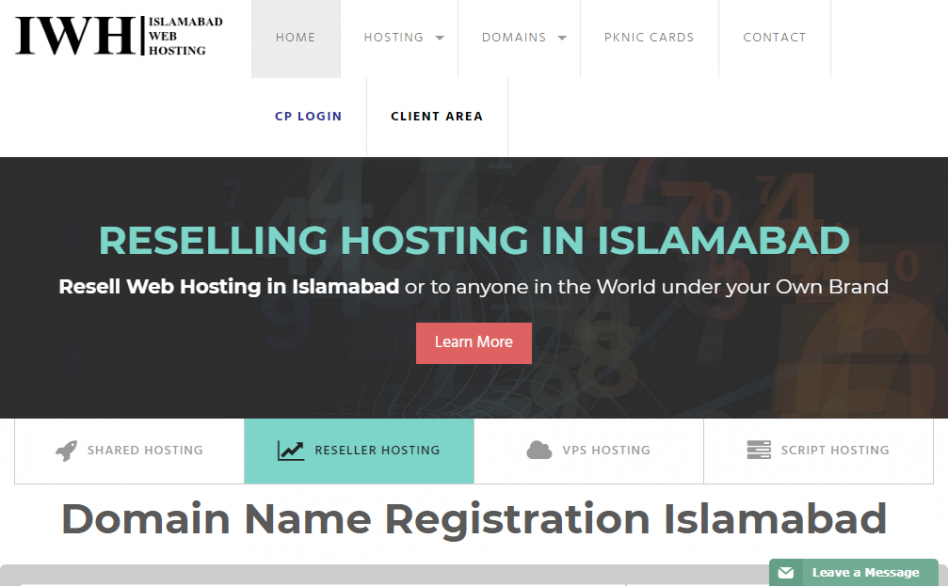 IWH
ISLAMABAD
WEB
HOSTING
HOME
HOSTING
DOMAINS
PKNIC CARDS
CONTACT
CP LOGIN
CLIENT AREA
RESELLING HOSTING IN ISLAMABAD
Resell Web Hosting in Islamabad or to anyone in the World under your Own Brand
Learn More
SHARED HOSTING
RESELLER HOSTING
VPS HOSTING
SCRIPT HOSTING
Domain Name Registration Islamabad
Leave a Message